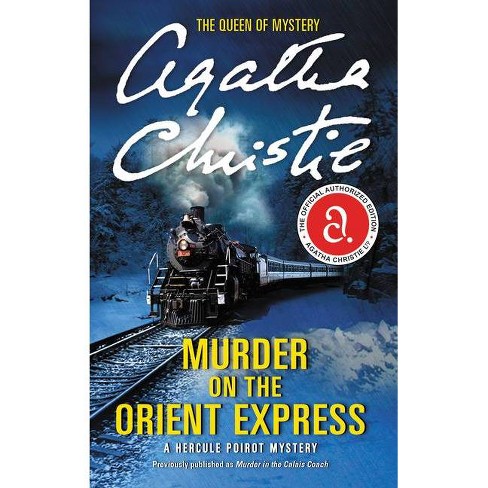 THE QUEEN OF MYSTERY
Agatha
Christie
THE OFFICIAL AUTHORIZED EDITION
a.
AGATHA CHRISTIE LTD
MURDER
ON THE
ORIENT EXPRESS
A HERCULE POIROT MYSTERY
Previously published as Murder in the Calais Coach